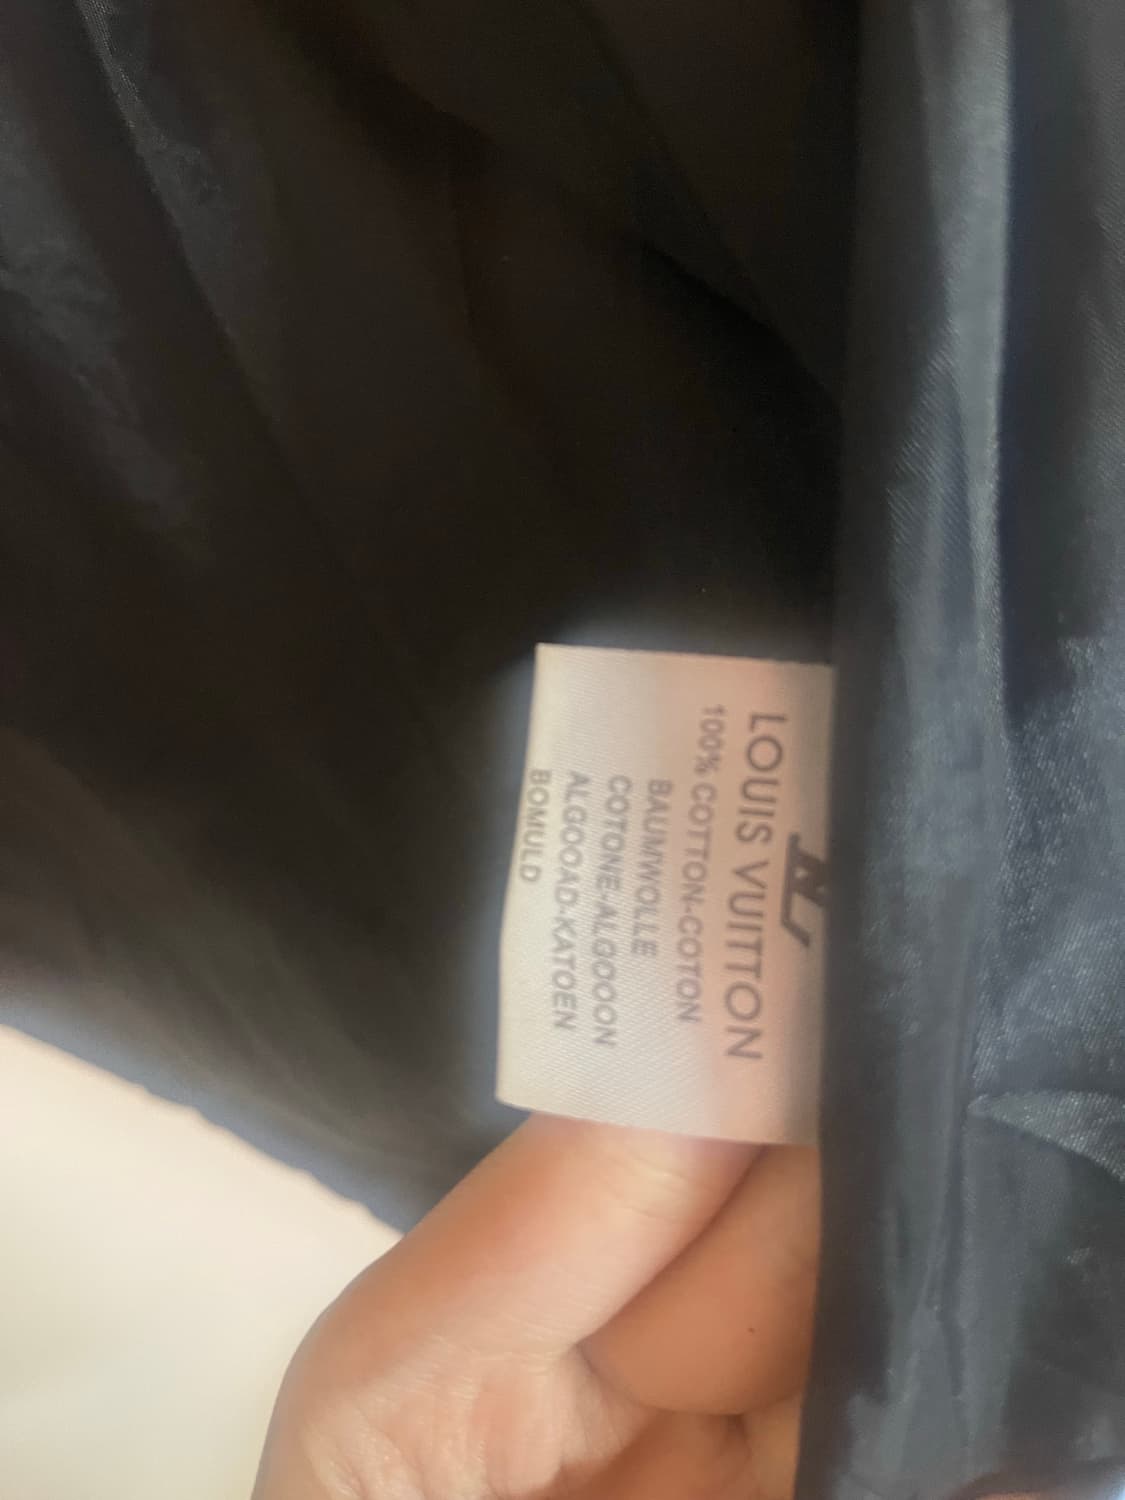 LOUIS VUITTON
100% COTTON-COTON
BAUMWOLLE
COTONE-ALGOOON
ALGOOAD-KATOEN
BOMULD